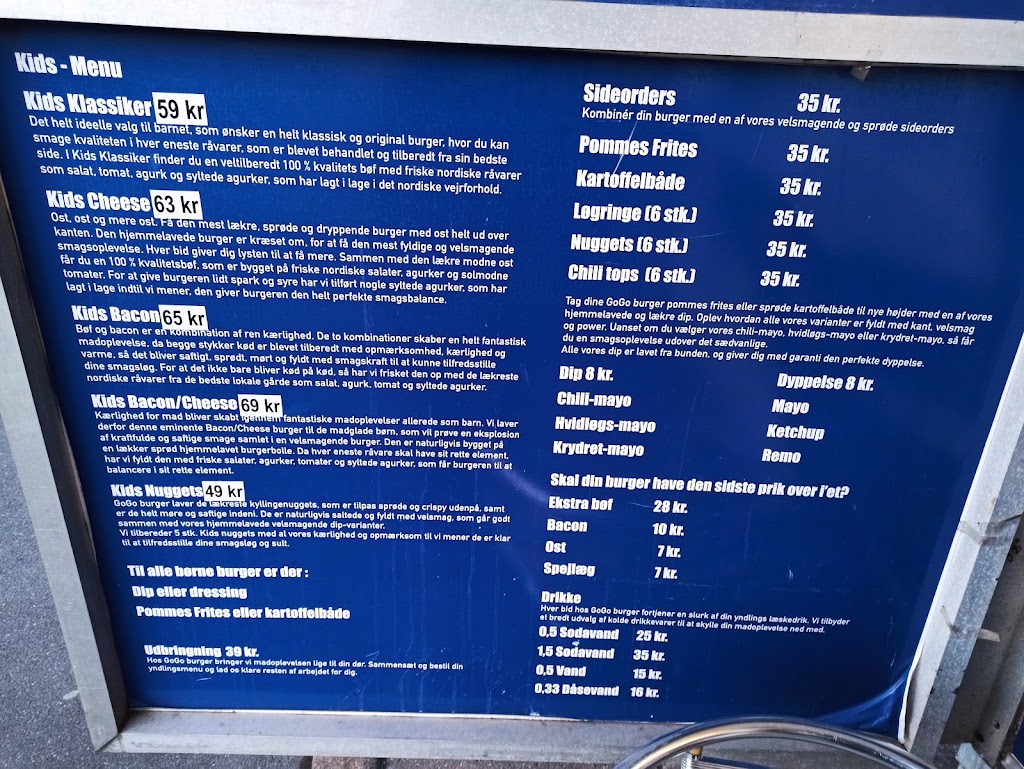 Kids - Menu
Kids Klassiker 59 kr
Det helt ideelle valg til barnet, som ønsker en helt klassisk og original burger, hvor du kan
smage kvaliteten i hver eneste råvarer, som er blevet behandlet og tilberedt fra sin bedste
side. I Kids Klassiker finder du en veltilberedt 100 % kvalitets bøf med friske nordiske råvarer
som salat, tomat, agurk og syltede agurker, som har lagt i lage i det nordiske vejrforhold.
Kids Cheese 63 kr
Ost, ost og mere ost. Få den mest lækre, sprøde og dryppende burger med ost helt ud over
kanten. Den hjemmelavede burger er kræset om, for at få den mest fyldige og velsmagende
smagsoplevelse. Hver bid giver dig lysten til at få mere. Sammen med den lækre modne ost
får du en 100 % kvalitetsbøf, som er bygget på friske nordiske salater, agurker og solmodne
tomater. For at give burgeren lidt spark og syre har vi tilført nogle syltede agurker, som har
lagt i lage indtil vi mener, den giver burgeren den helt perfekte smagsbalance.
Kids Bacon 65 kr
Bøf og bacon er en kombination af ren kærlighed. De to kombinationer skaber en helt fantastisk
madoplevelse, da begge stykker kød er blevet tilberedt med opmærksomhed, kærlighed og
varme, så det bliver saftigt, sprødt, mørt og fyldt med smagskraft til at kunne tilfredsstille
dine smagsløg. For at det ikke bare bliver kød på kød, så har vi frisket den op med de lækreste
nordiske råvarer fra de bedste lokale gårde som salat, agurk, tomat og syltede agurker.
Kids Bacon/Cheese 69 kr
Kærlighed for mad bliver skabt igennem fantastiske madoplevelser allerede som barn. Vi laver
derfor denne eminente Bacon/Cheese burger til de madglade børn, som vil prøve en eksplosion
af kraftfulde og saftige smage samlet i en velsmagende burger. Den er naturligvis bygget på
en lækker sprød hjemmelavet burgerbolle. Da hver eneste råvare skal have sit rette element,
har vi fyldt den med friske salater, agurker, tomater og syltede agurker, som får burgeren til at
balancere i sit rette element.
Kids Nuggets 49 kr
GoGo burger laver de lækreste kyllingenuggets, som er tilpas sprøde og crispy udenpå, samt
er de helt møre og saftige indeni. De er naturligvis saltede og fyldt med velsmag, som går godt
sammen med vores hjemmelavede velsmagende dip-varianter.
Vi tilbereder 5 stk. Kids nuggets med al vores kærlighed og opmærksom til vi mener de er klar
til at tilfredsstille dine smagsløg og sult.
Til alle børne burger er der :
Dip eller dressing
Pommes Frites eller kartoffelbåde
Udbringning 39 kr.
Hos GoGo burger bringer vi madoplevelsen lige til din dør. Sammensæt og bestil din
yndlingsmenu og lad os klare resten af arbejdet for dig.
Sideorders 35 kr.
Kombinér din burger med en af vores velsmagende og sprøde sideorders
Pommes Frites 35 kr.
Kartoffelbåde 35 kr.
Løgringe (6 stk.) 35 kr.
Nuggets (6 stk.) 35 kr.
Chili tops (6 stk.) 35 kr.
Tag dine GoGo burger pommes frites eller sprøde kartoffelbåde til nye højder med en af vores
hjemmelavede og lækre dip. Oplev hvordan alle vores varianter er fyldt med kant, velsmag
og power. Uanset om du vælger vores chili-mayo, hvidløgs-mayo eller krydret-mayo, så får
du en smagsoplevelse udover det sædvanlige.
Alle vores dip er lavet fra bunden, og giver dig med garanti den perfekte dyppelse.
Dip 8 kr.
Chili-mayo
Hvidløgs-mayo
Krydret-mayo
Dyppelse 8 kr.
Mayo
Ketchup
Remo
Skal din burger have den sidste prik over i'et?
Ekstra bøf 28 kr.
Bacon 10 kr.
Ost 7 kr.
Spejlæg 7 kr.
Drikke
Hver bid hos GoGo burger fortjener en slurk af din yndlings læskedrik. Vi tilbyder
et bredt udvalg af kolde drikkevarer til at skylle din madoplevelse ned med.
0,5 Sodavand 25 kr.
1,5 Sodavand 35 kr.
0,5 Vand 15 kr.
0,33 Dåsevand 16 kr.